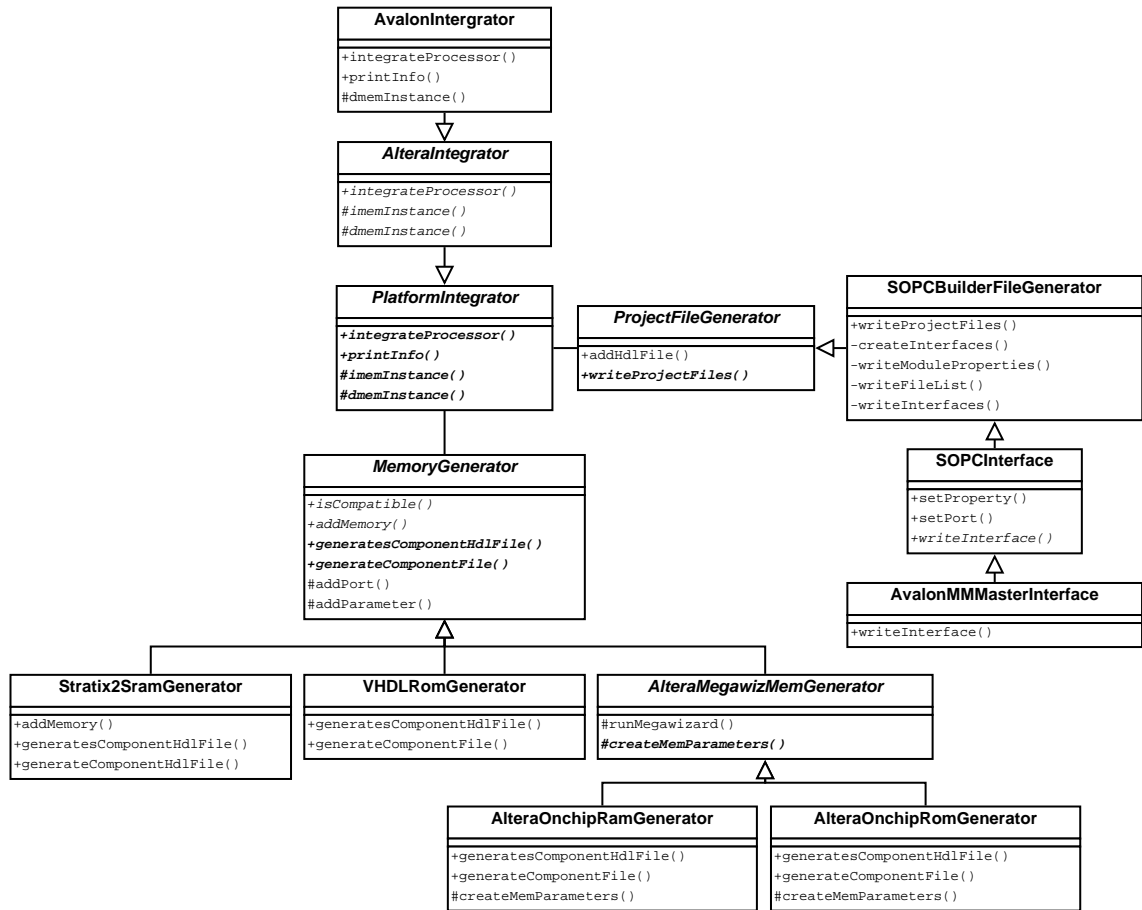 AvalonIntergrator
+integrateProcessor()
+printInfo()
#dmemInstance()
AlteraIntegrator
+integrateProcessor()
#imemInstance()
#dmemInstance()
PlatformIntegrator
+integrateProcessor()
+printInfo()
#imemInstance()
#dmemInstance()
ProjectFileGenerator
+addHdlFile()
+writeProjectFiles()
SOPCBuilderFileGenerator
+writeProjectFiles()
-createInterfaces()
-writeModuleProperties()
-writeFileList()
-writeInterfaces()
SOPCInterface
+setProperty()
+setPort()
+writeInterface()
AvalonMMMasterInterface
+writeInterface()
MemoryGenerator
+isCompatible()
+addMemory()
+generatesComponentHdlFile()
+generateComponentFile()
#addPort()
#addParameter()
Stratix2SramGenerator
+addMemory()
+generatesComponentHdlFile()
+generateComponentHdlFile()
VHDLRomGenerator
+generatesComponentHdlFile()
+generateComponentFile()
AlteraMegawizMemGenerator
#runMegawizard()
#createMemParameters()
AlteraOnchipRamGenerator
+generatesComponentHdlFile()
+generateComponentFile()
#createMemParameters()
AlteraOnchipRomGenerator
+generatesComponentHdlFile()
+generateComponentFile()
#createMemParameters()